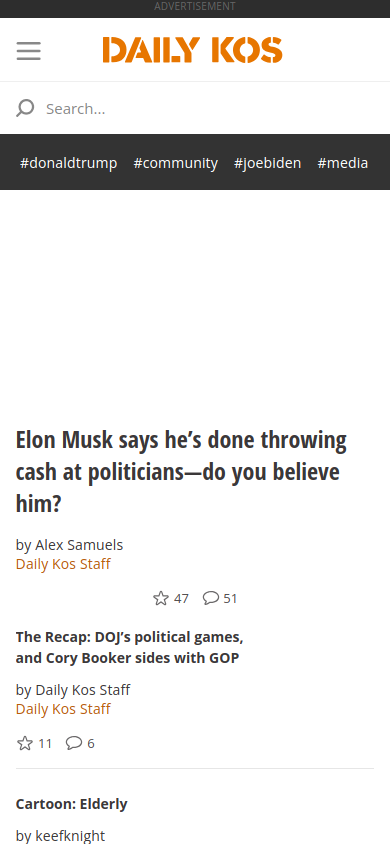 ADVERTISEMENT
DAILY KOS
Search...
#donaldtrump #community #joebiden #media
Elon Musk says he’s done throwing
cash at politicians—do you believe
him?
by Alex Samuels
Daily Kos Staff
47 51
The Recap: DOJ’s political games,
and Cory Booker sides with GOP
by Daily Kos Staff
Daily Kos Staff
11 6
Cartoon: Elderly
by keefknight